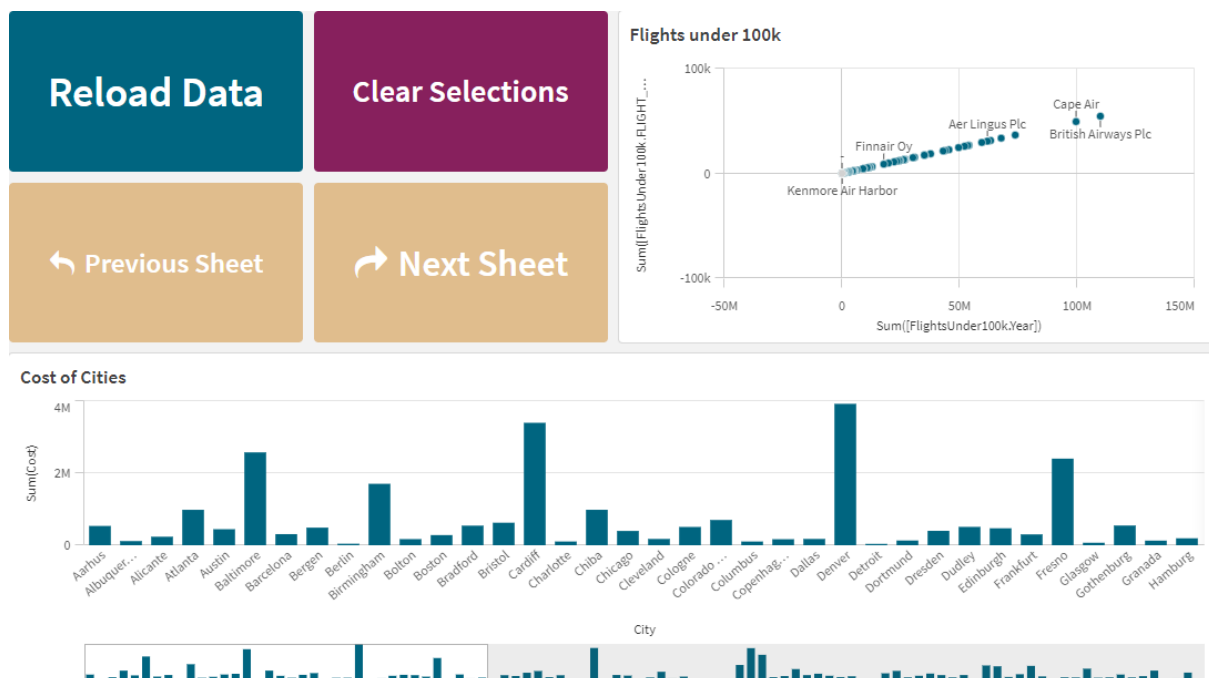 Reload Data
Clear Selections
Previous Sheet
Next Sheet
Flights under 100k
Sum([FlightsUnder100k.FLIGHT_...
100k
0
-100k
Cape Air
British Airways Plc
Aer Lingus Plc
Finnair Oy
Kenmore Air Harbor
-50M 0 50M 100M 150M
Sum([FlightsUnder100k.Year])
Cost of Cities
Sum(Cost)
4M
2M
0
Aarhus
Albuquer...
Alicante
Atlanta
Austin
Baltimore
Barcelona
Bergen
Berlin
Birmingham
Bolton
Boston
Bradford
Bristol
Cardiff
Charlotte
Chiba
Chicago
Cleveland
Cologne
Colorado ...
Columbus
Copenhag...
Dallas
Denver
Detroit
Dortmund
Dresden
Dudley
Edinburgh
Frankfurt
Fresno
Glasgow
Gothenburg
Granada
Hamburg
City